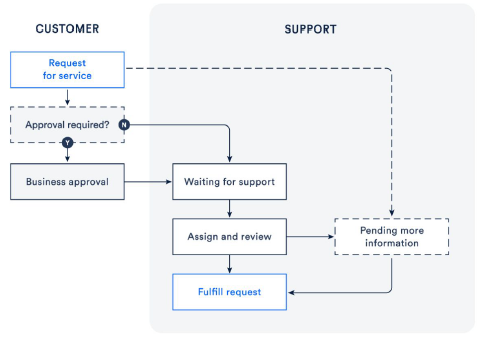 CUSTOMER
SUPPORT
Request
for service
Approval required?
N
Y
Business approval
Waiting for support
Assign and review
Pending more
information
Fulfill request